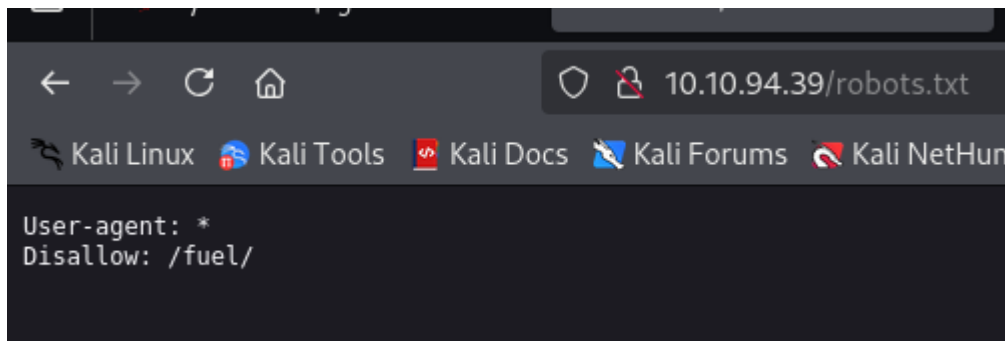 10.10.94.39/robots.txt
Kali Linux Kali Tools Kali Docs Kali Forums Kali NetHun
User-agent: *
Disallow: /fuel/